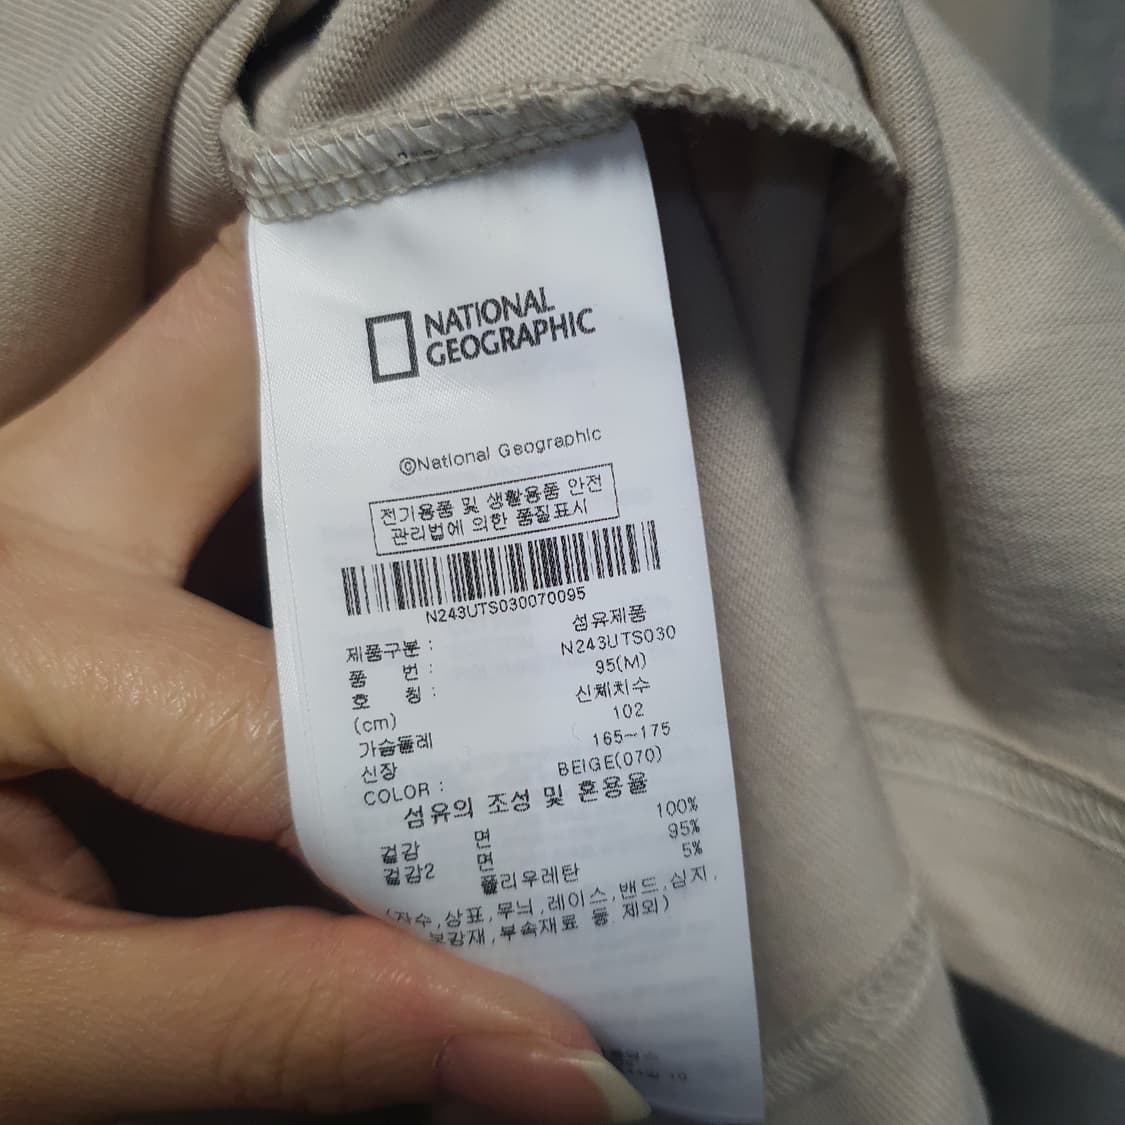 NATIONAL
GEOGRAPHIC
©National Geographic
전기용품 및 생활용품 안전
관리법에 의한 품질표시
N243UTS030070095
제품구분 : 섬유제품
품 번 : N243UTS030
호 칭 : 95(M)
(cm) 신체치수
가슴둘레 102
신장 165~175
COLOR : BEIGE(070)
섬유의 조성 및 혼용율
겉감 면 100%
겉감2 면 95%
폴리우레탄 5%
(자수,상표,무늬,레이스,밴드,심지,
보강재,부속재료 등 제외)